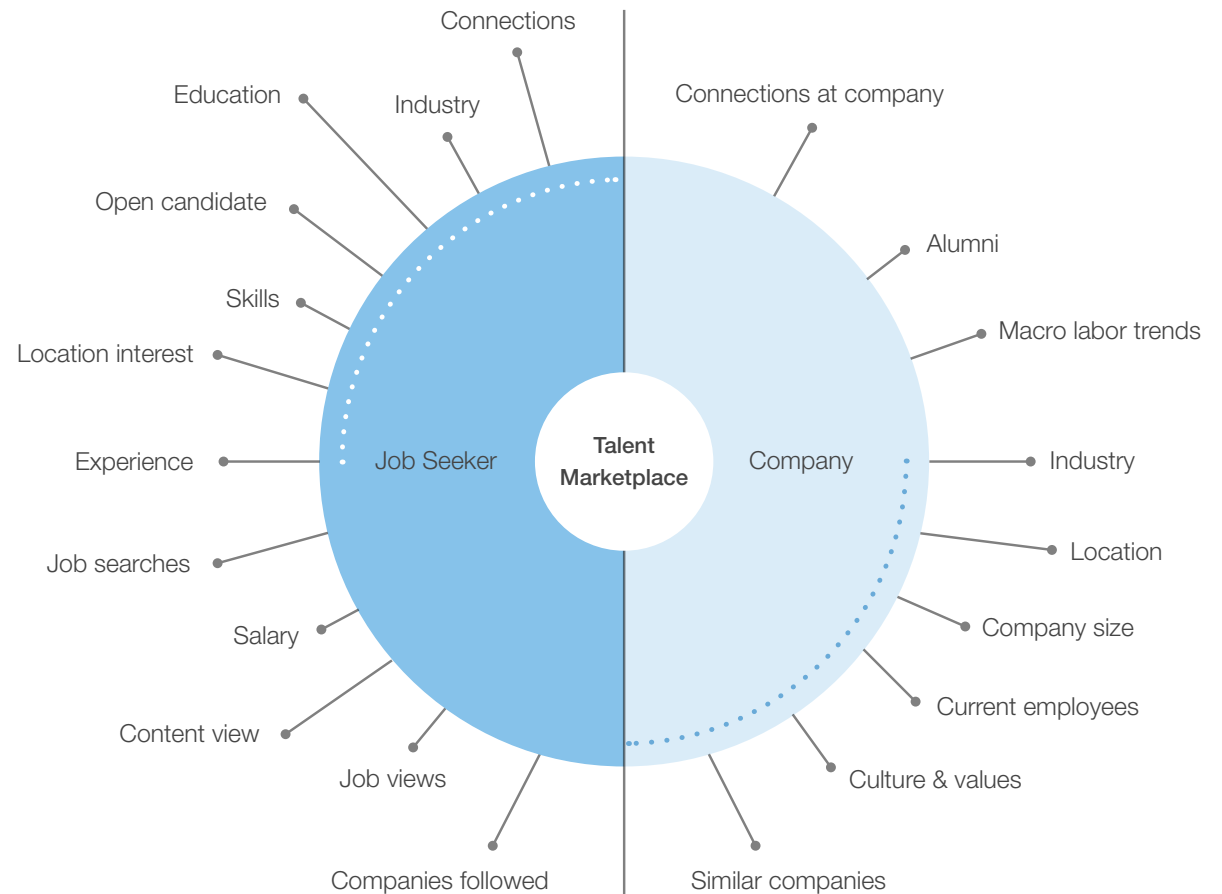 Connections
Education
Industry
Open candidate
Skills
Location interest
Experience
Job searches
Salary
Content view
Job views
Companies followed
Job Seeker
Talent
Marketplace
Company
Connections at company
Alumni
Macro labor trends
Industry
Location
Company size
Current employees
Culture & values
Similar companies